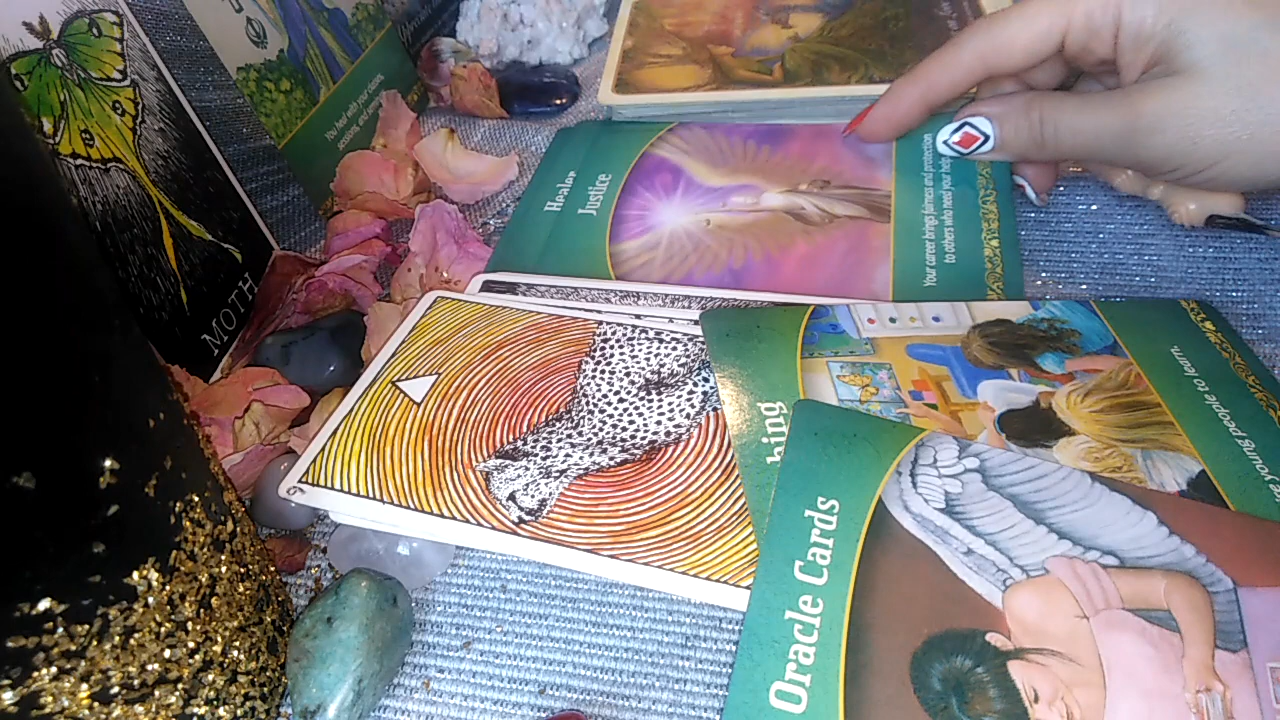 MOTH
You heal with your
sessions, and
Healer
Justice
Your career brings fairness and protection
to others who need your help.
hing
young people to learn.
Oracle Cards